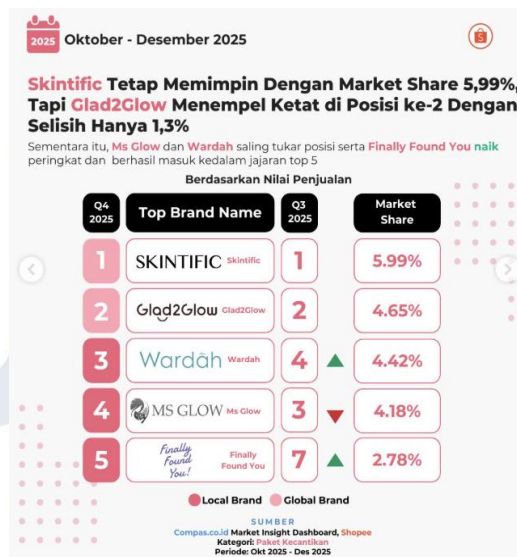 2025 Oktober - Desember 2025
Skintific Tetap Memimpin Dengan Market Share 5,99%,
Tapi Glad2Glow Menempel Ketat di Posisi ke-2 Dengan
Selisih Hanya 1,3%
Sementara itu, Ms Glow dan Wardah saling tukar posisi serta Finally Found You naik
peringkat dan berhasil masuk kedalam jajaran top 5
Berdasarkan Nilai Penjualan
Q4 2025 Top Brand Name Q3 2025 Market Share
1 SKINTIFIC Skintific 1 5.99%
2 Glad2Glow Glad2Glow 2 4.65%
3 Wardah Wardah 4 4.42%
4 MS GLOW Ms Glow 3 4.18%
5 Finally Found You! Finally Found You 7 2.78%
Local Brand Global Brand
SUMBER
Compas.co.id Market Insight Dashboard, Shopee
Kategori: Paket Kecantikan
Periode: Okt 2025 - Des 2025